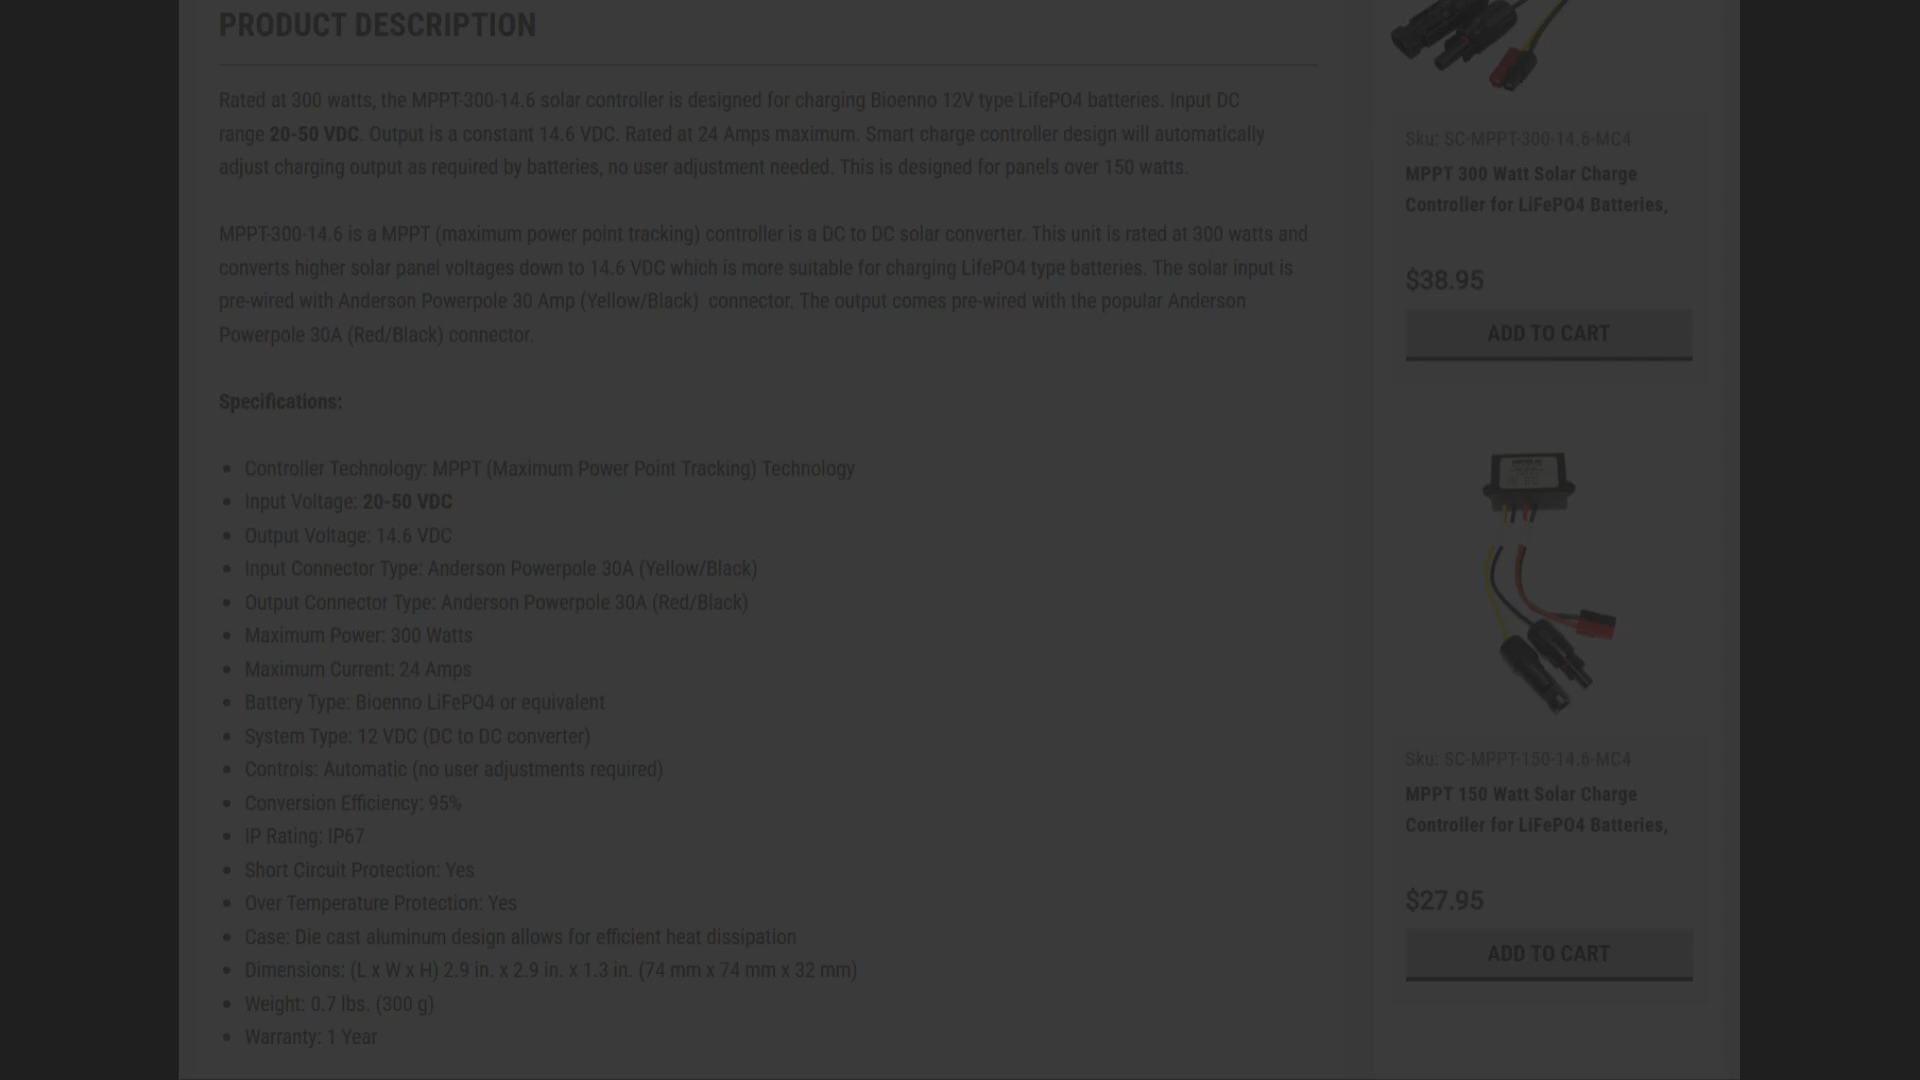 PRODUCT DESCRIPTION
Rated at 300 watts, the MPPT-300-14.6 solar controller is designed for charging Bioenno 12V type LifePO4 batteries. Input DC
range 20-50 VDC. Output is a constant 14.6 VDC. Rated at 24 Amps maximum. Smart charge controller design will automatically
adjust charging output as required by batteries, no user adjustment needed. This is designed for panels over 150 watts.
MPPT-300-14.6 is a MPPT (maximum power point tracking) controller is a DC to DC solar converter. This unit is rated at 300 watts and
converts higher solar panel voltages down to 14.6 VDC which is more suitable for charging LifePO4 type batteries. The solar input is
pre-wired with Anderson Powerpole 30 Amp (Yellow/Black) connector. The output comes pre-wired with the popular Anderson
Powerpole 30A (Red/Black) connector.
Specifications:
• Controller Technology: MPPT (Maximum Power Point Tracking) Technology
• Input Voltage: 20-50 VDC
• Output Voltage: 14.6 VDC
• Input Connector Type: Anderson Powerpole 30A (Yellow/Black)
• Output Connector Type: Anderson Powerpole 30A (Red/Black)
• Maximum Power: 300 Watts
• Maximum Current: 24 Amps
• Battery Type: Bioenno LiFePO4 or equivalent
• System Type: 12 VDC (DC to DC converter)
• Controls: Automatic (no user adjustments required)
• Conversion Efficiency: 95%
• IP Rating: IP67
• Short Circuit Protection: Yes
• Over Temperature Protection: Yes
• Case: Die cast aluminum design allows for efficient heat dissipation
• Dimensions: (L x W x H) 2.9 in. x 2.9 in. x 1.3 in. (74 mm x 74 mm x 32 mm)
• Weight: 0.7 lbs. (300 g)
• Warranty: 1 Year
Sku: SC-MPPT-300-14.6-MC4
MPPT 300 Watt Solar Charge
Controller for LiFePO4 Batteries,
$38.95
ADD TO CART
Sku: SC-MPPT-150-14.6-MC4
MPPT 150 Watt Solar Charge
Controller for LiFePO4 Batteries,
$27.95
ADD TO CART